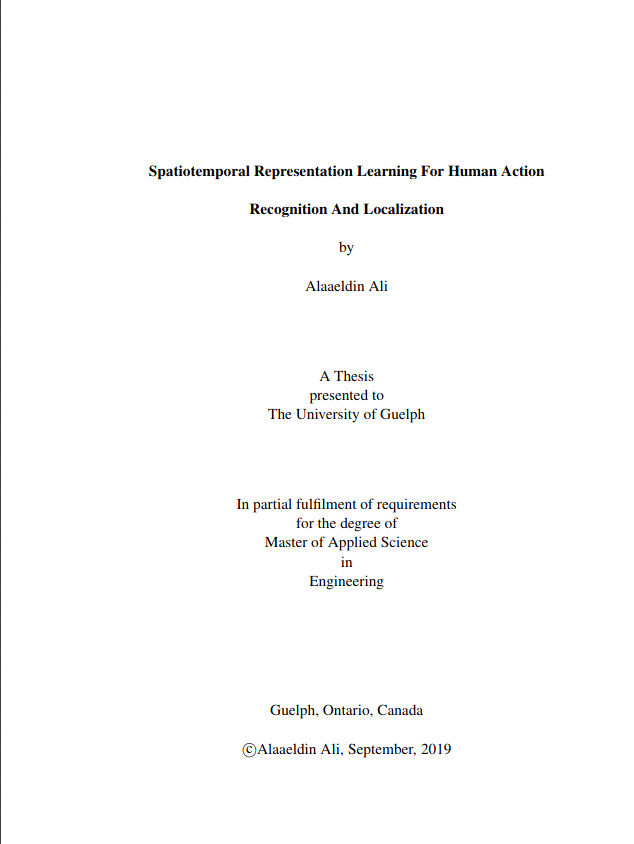 Spatiotemporal Representation Learning For Human Action
Recognition And Localization
by
Alaaeldin Ali
A Thesis
presented to
The University of Guelph
In partial fulfilment of requirements
for the degree of
Master of Applied Science
in
Engineering
Guelph, Ontario, Canada
©Alaaeldin Ali, September, 2019